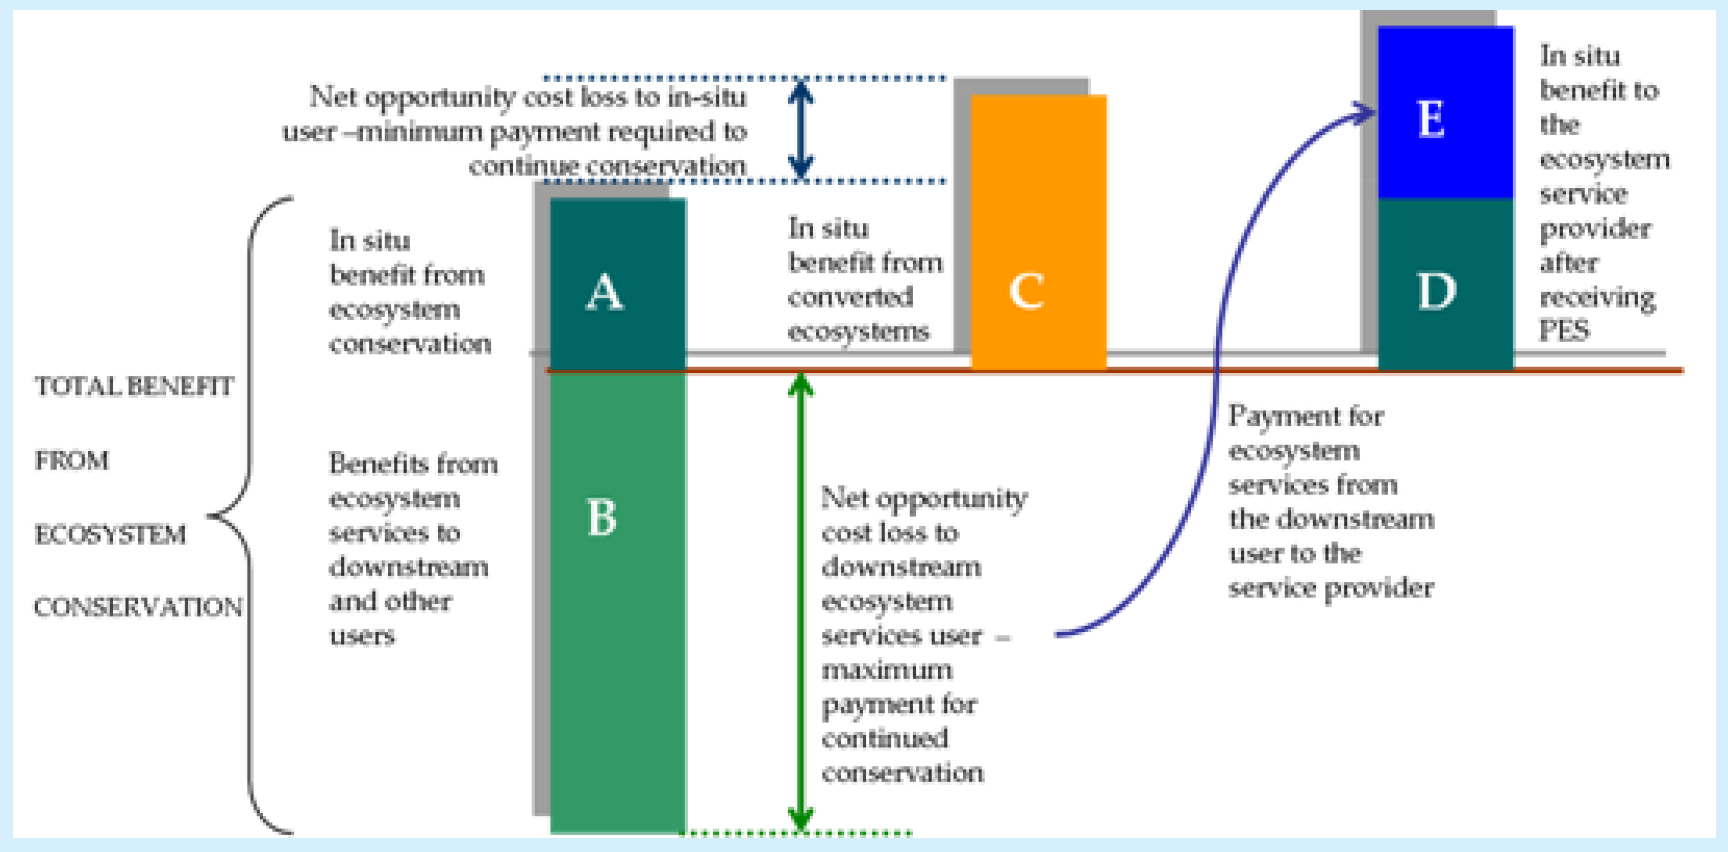 Net opportunity cost loss to in-situ
user –minimum payment required to
continue conservation
In situ
benefit from
ecosystem
conservation
TOTAL BENEFIT
FROM
ECOSYSTEM
CONSERVATION
Benefits from
ecosystem
services to
downstream
and other
users
A
B
In situ
benefit from
converted
ecosystems
C
Net opportunity
cost loss to
downstream
ecosystem
services user –
maximum
payment for
continued
conservation
Payment for
ecosystem
services from
the downstream
user to the
service provider
E
D
In situ
benefit to
the
ecosystem
service
provider
after
receiving
PES